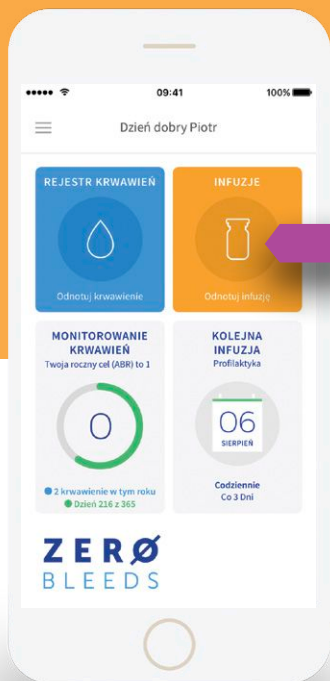 09:41
100%
Dzień dobry Piotr
REJESTR KRWAWIEŃ
Odnotuj krwawienie
INFUZJE
Odnotuj infuzję
MONITOROWANIE
KRWAWIEŃ
Twoja roczny cel (ABR) to 1
0
2 krwawienie w tym roku
Dzień 216 z 365
KOLEJNA
INFUZJA
Profilaktyka
06
SIERPIEŃ
Codziennie
Co 3 Dni
ZERØ
BLEEDS